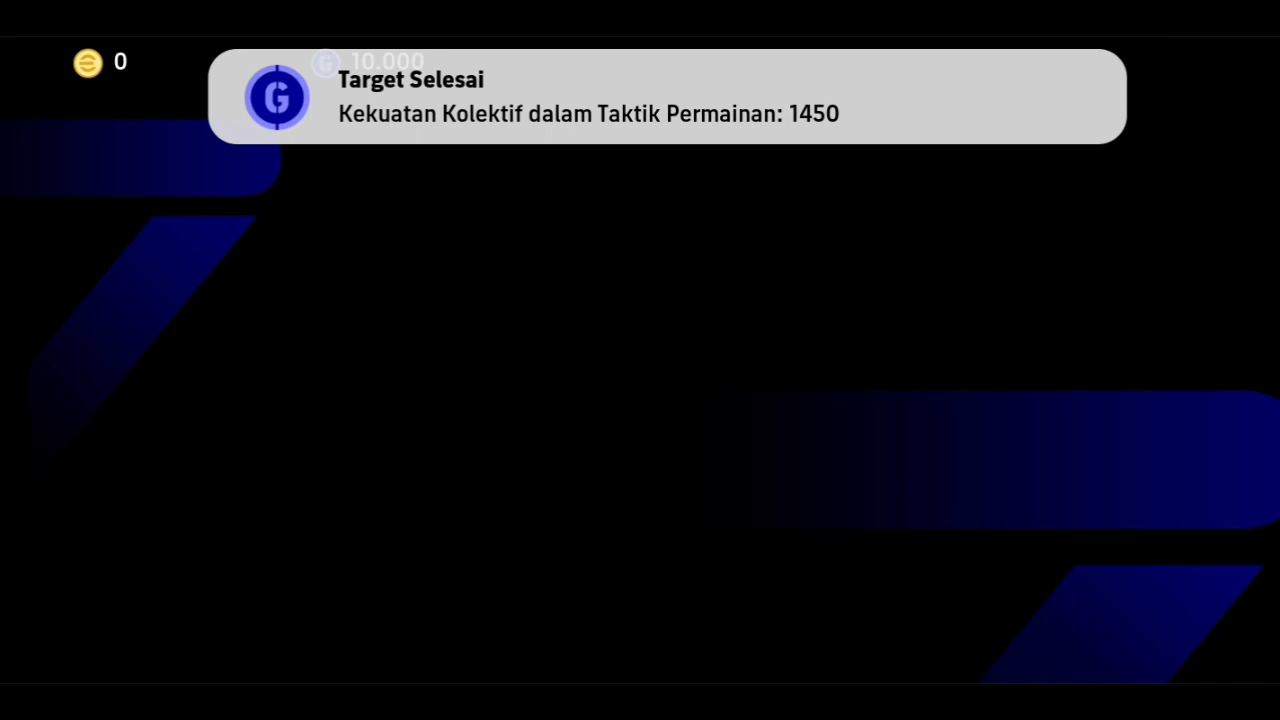 0
10.000
Target Selesai
Kekuatan Kolektif dalam Taktik Permainan: 1450